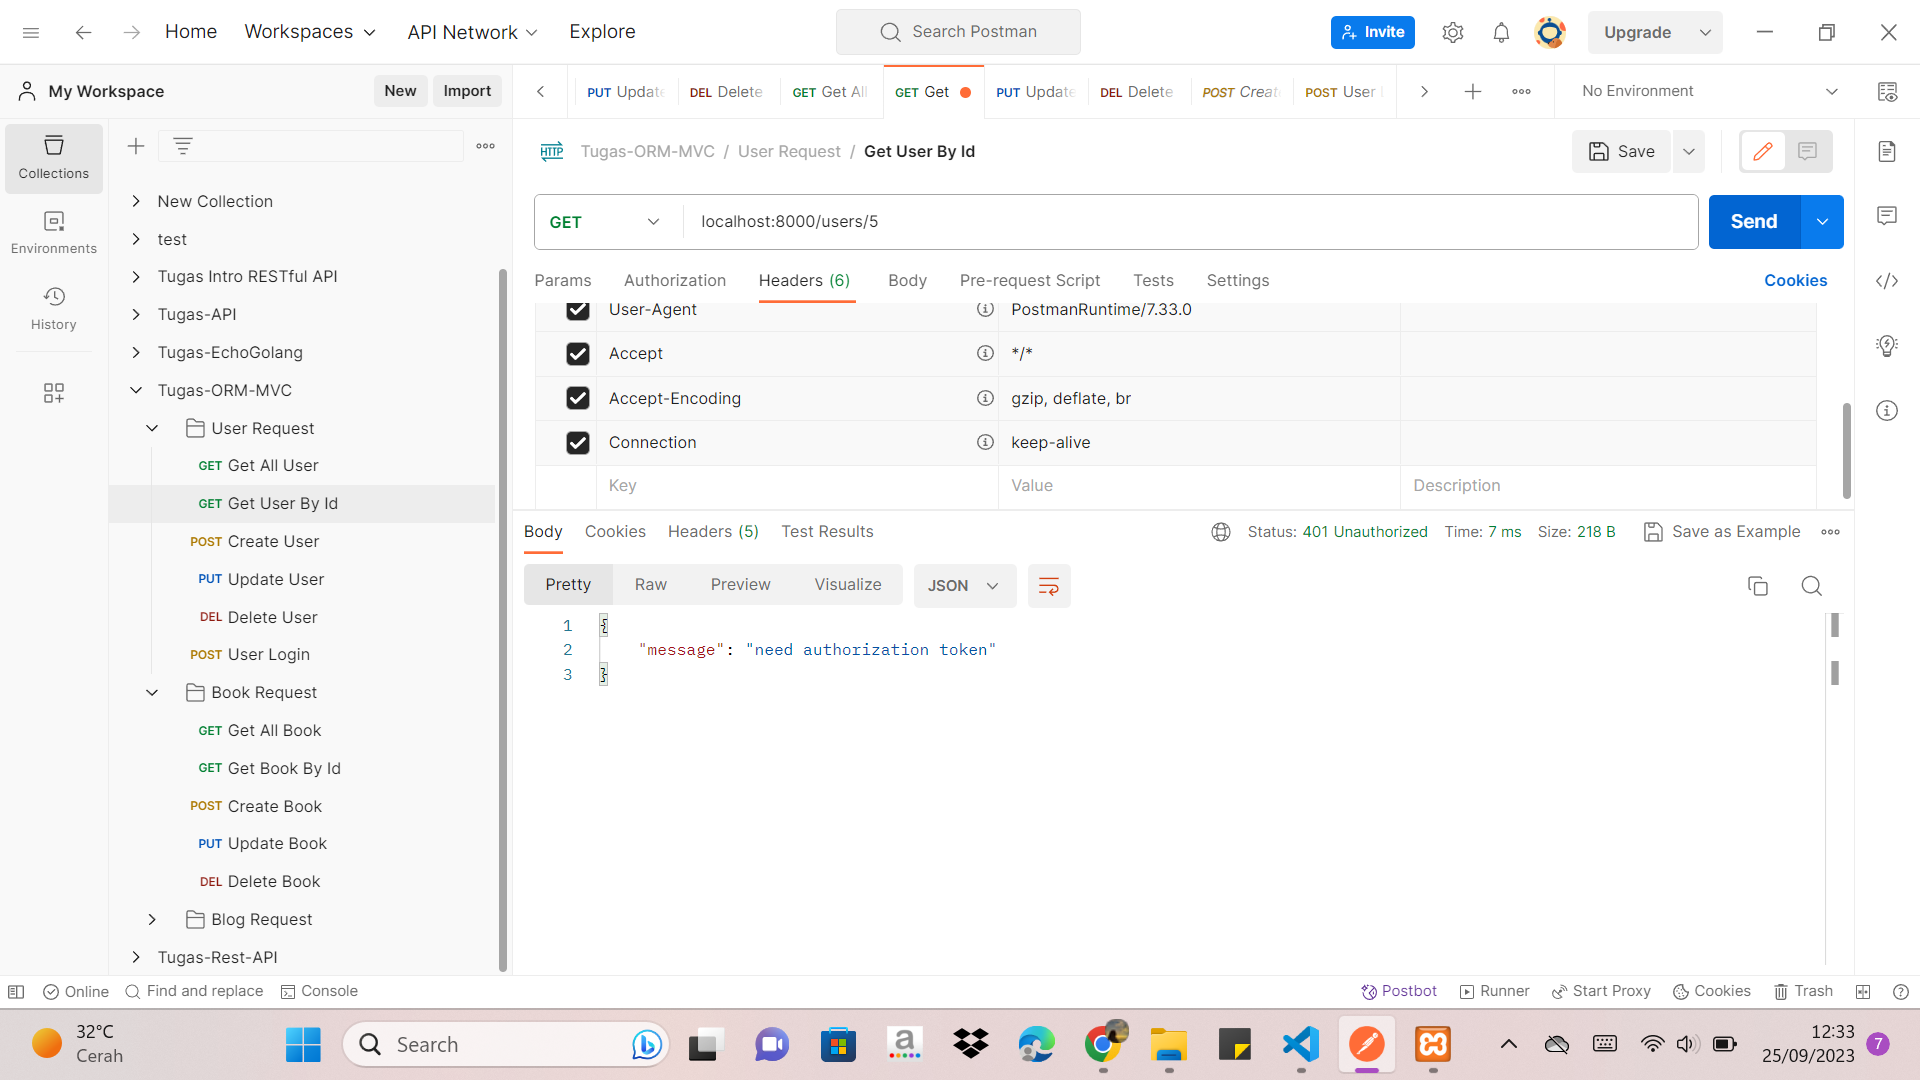 Home
Workspaces
API Network
Explore
Search Postman
Invite
Upgrade
My Workspace
New
Import
PUT Update
DEL Delete
GET Get All
GET Get
PUT Update
DEL Delete
POST Creat
POST User
No Environment
Collections
Environments
History
New Collection
test
Tugas Intro RESTful API
Tugas-API
Tugas-EchoGolang
Tugas-ORM-MVC
User Request
GET Get All User
GET Get User By Id
POST Create User
PUT Update User
DEL Delete User
POST User Login
Book Request
GET Get All Book
GET Get Book By Id
POST Create Book
PUT Update Book
DEL Delete Book
Blog Request
Tugas-Rest-API
HTTP Tugas-ORM-MVC / User Request / Get User By Id
Save
GET localhost:8000/users/5
Send
Params Authorization Headers (6) Body Pre-request Script Tests Settings Cookies
User-Agent PostmanRuntime/7.33.0
Accept */*
Accept-Encoding gzip, deflate, br
Connection keep-alive
Key Value Description
Body Cookies Headers (5) Test Results Status: 401 Unauthorized Time: 7 ms Size: 218 B Save as Example
Pretty Raw Preview Visualize JSON
1 {
2 "message": "need authorization token"
3 }
Online
Find and replace
Console
Postbot
Runner
Start Proxy
Cookies
Trash
32°C
Cerah
Search
a
12:33
25/09/2023
7